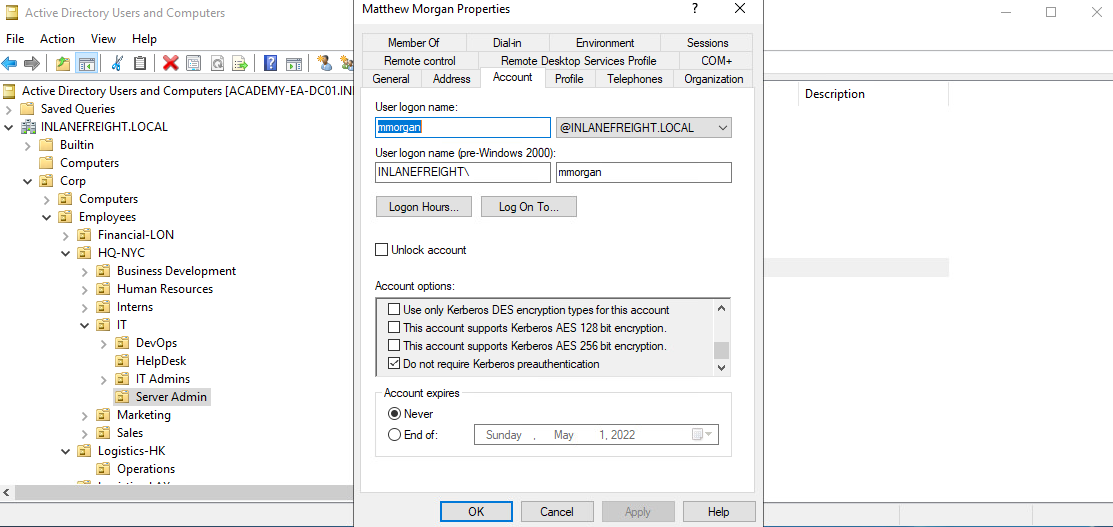 Active Directory Users and Computers
File Action View Help
Active Directory Users and Computers [ACADEMY-EA-DC01.IN
Saved Queries
INLANEFREIGHT.LOCAL
Builtin
Computers
Corp
Computers
Employees
Financial-LON
HQ-NYC
Business Development
Human Resources
Interns
IT
DevOps
HelpDesk
IT Admins
Server Admin
Marketing
Sales
Logistics-HK
Operations
Matthew Morgan Properties
Member Of Dial-in Environment Sessions
Remote control Remote Desktop Services Profile COM+
General Address Account Profile Telephones Organization
User logon name:
mmorgan @INLANEFREIGHT.LOCAL
User logon name (pre-Windows 2000):
INLANEFREIGHT\ mmorgan
Logon Hours... Log On To...
Unlock account
Account options:
Use only Kerberos DES encryption types for this account
This account supports Kerberos AES 128 bit encryption.
This account supports Kerberos AES 256 bit encryption.
Do not require Kerberos preauthentication
Account expires
Never
End of: Sunday , May 1, 2022
OK Cancel Apply Help
Description